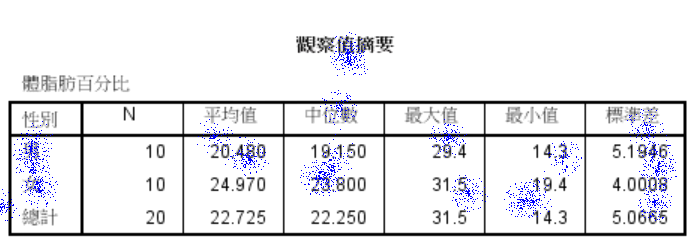 觀察值摘要
體脂肪百分比
性別 N 平均值 中位數 最大值 最小值 標準差
10 20.480 19.150 29.4 14.3 5.1946
10 24.970 23.800 31.5 19.4 4.0008
總計 20 22.725 22.250 31.5 14.3 5.0665